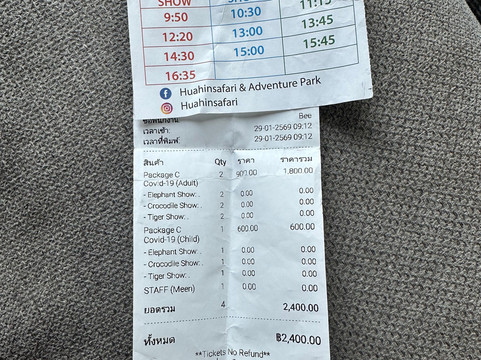 SHOW
9:50 10:30 13:45
12:20 13:00 15:45
14:30 15:00
16:35
Huahinsafari & Adventure Park
Huahinsafari
Bee
เวลาเข้า: 29-01-2569 09:12
เวลาที่พิมพ์: 29-01-2569 09:12
สินค้า Qty ราคา ราคารวม
Package C 2 900.00 1,800.00
Covid-19 (Adult)
- Elephant Show: . 2 0.00 0.00
- Crocodile Show: . 2 0.00 0.00
- Tiger Show: . 2 0.00 0.00
Package C 1 600.00 600.00
Covid-19 (Child)
- Elephant Show: . 1 0.00 0.00
- Crocodile Show: . 1 0.00 0.00
- Tiger Show: . 1 0.00 0.00
STAFF (Meen) 1 0.00 0.00
ยอดรวม 4 2,400.00
ทั้งหมด ฿2,400.00
**Tickets No Refund**